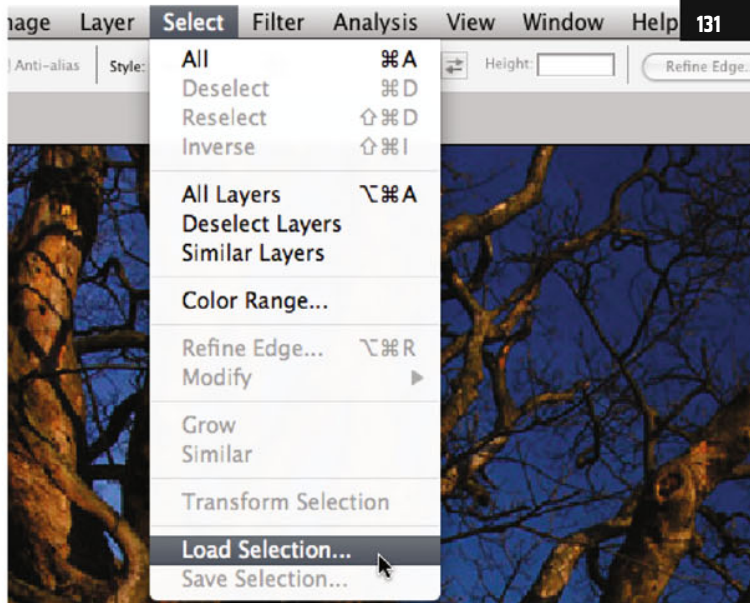 nage Layer Select Filter Analysis View Window Help 131
Anti-alias Style: Height: Refine Edge...
All ⌘A
Deselect ⌘D
Reselect ⇧⌘D
Inverse ⇧⌘I
All Layers ⌥⌘A
Deselect Layers
Similar Layers
Color Range...
Refine Edge... ⌥⌘R
Modify ▶
Grow
Similar
Transform Selection
Load Selection...
Save Selection...